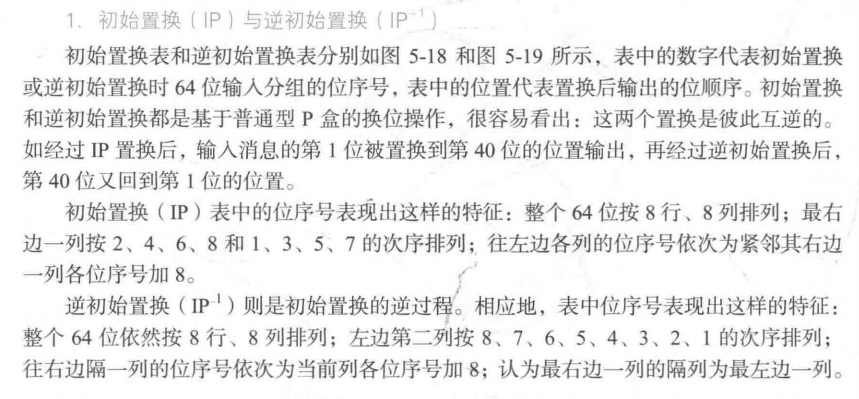 1. 初始置换（IP）与逆初始置换（IP⁻¹）
初始置换表和逆初始置换表分别如图 5-18 和图 5-19 所示，表中的数字代表初始置换
或逆初始置换时 64 位输入分组的位序号，表中的位置代表置换后输出的位顺序。初始置换
和逆初始置换都是基于普通型 P 盒的换位操作，很容易看出：这两个置换是彼此互逆的。
如经过 IP 置换后，输入消息的第 1 位被置换到第 40 位的位置输出，再经过逆初始置换后，
第 40 位又回到第 1 位的位置。
初始置换（IP）表中的位序号表现出这样的特征：整个 64 位按 8 行、8 列排列；最右
边一列按 2、4、6、8 和 1、3、5、7 的次序排列；往左边各列的位序号依次为紧邻其右边
一列各位序号加 8。
逆初始置换（IP⁻¹）则是初始置换的逆过程。相应地，表中位序号表现出这样的特征：
整个 64 位依然按 8 行、8 列排列；左边第二列按 8、7、6、5、4、3、2、1 的次序排列；
往右边隔一列的位序号依次为当前列各位序号加 8；认为最右边一列的隔列为最左边一列。